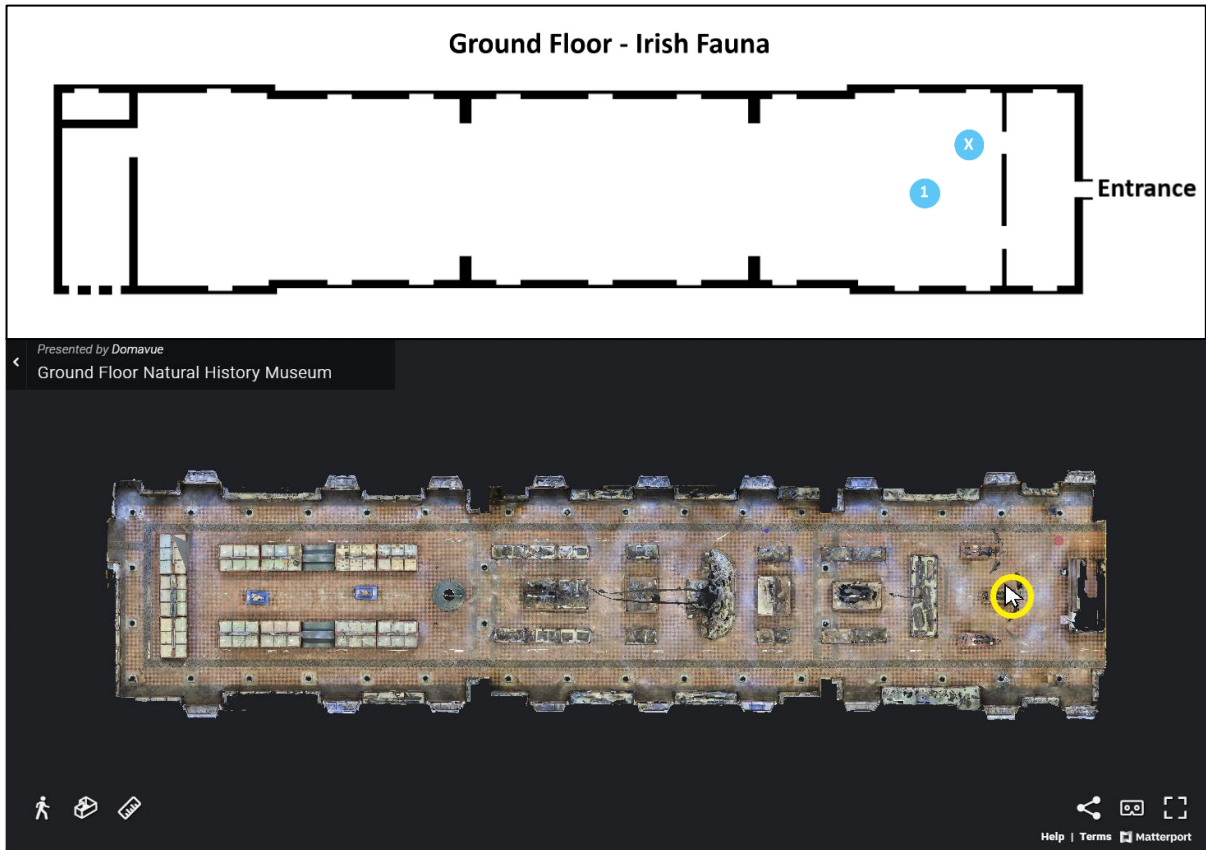 Ground Floor - Irish Fauna
X
1
Entrance
Presented by Domavue
Ground Floor Natural History Museum
Help | Terms Matterport